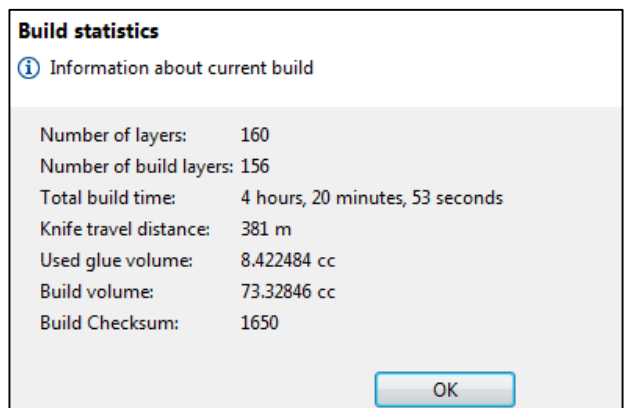 Build statistics
Information about current build
Number of layers: 160
Number of build layers: 156
Total build time: 4 hours, 20 minutes, 53 seconds
Knife travel distance: 381 m
Used glue volume: 8.422484 cc
Build volume: 73.32846 cc
Build Checksum: 1650
OK